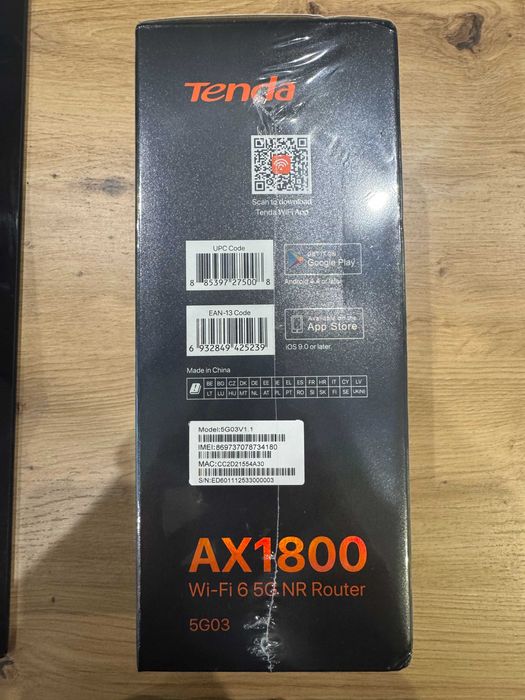 Tenda
Scan to download
Tenda WiFi App
UPC Code
8 85397 27500 8
GET IT ON
Google Play
Android 4.4 or later.
EAN-13 Code
6 932849 425239
Available on the
App Store
iOS 9.0 or later.
Made in China
BE BG CZ DK DE EE IE EL ES FR HR IT CY LV
LT LU HU MT NL AT PL PT RO SI SK FI SE UK(NI)
Model:5G03V1.1
IMEI:869737078734180
MAC:CC2D21554A30
S/N:ED601112533000003
AX1800
Wi-Fi 6 5G NR Router
5G03